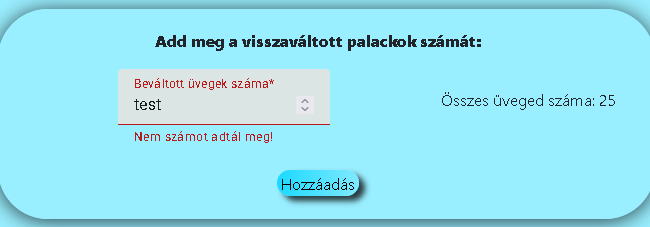 Add meg a visszaváltott palackok számát:
Beváltott üvegek száma*
test
Összes üveged száma: 25
Nem számot adtál meg!
Hozzáadás